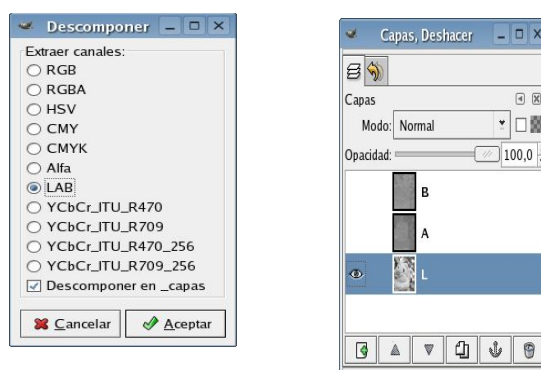 Descomponer
Extraer canales:
RGB
RGBA
HSV
CMY
CMYK
Alfa
LAB
YCbCr_ITU_R470
YCbCr_ITU_R709
YCbCr_ITU_R470_256
YCbCr_ITU_R709_256
Descomponer en _capas
Cancelar
Aceptar
Capas, Deshacer
Capas
Modo: Normal
Opacidad: 100,0
B
A
L